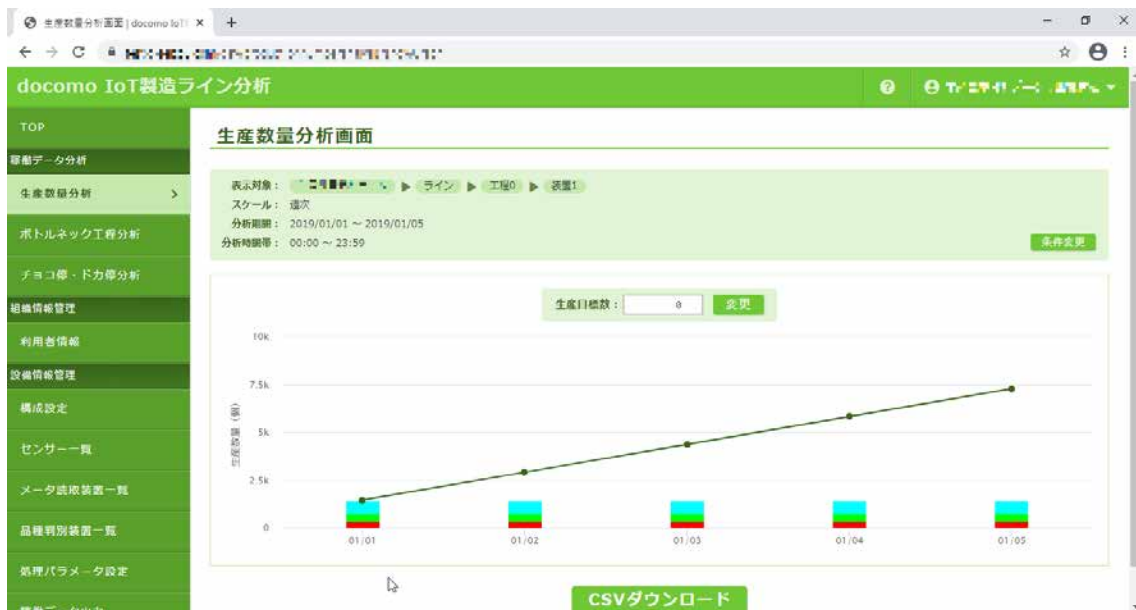 生産数量分析画面 | docomo IoT
docomo IoT製造ライン分析
TOP
稼働データ分析
生産数量分析
ボトルネック工程分析
チョコ停・ドカ停分析
組織情報管理
利用者情報
設備情報管理
構成設定
センサー一覧
メータ読取装置一覧
品種判別装置一覧
処理パラメータ設定
生産数量分析画面
表示対象： ▶ ライン ▶ 工程0 ▶ 装置1
スケール： 週次
分析期間： 2019/01/01 ～ 2019/01/05
分析時間帯： 00:00 ～ 23:59
条件変更
生産目標数： 0 変更
生産数量（個）
10k
7.5k
5k
2.5k
0
01/01 01/02 01/03 01/04 01/05
CSVダウンロード